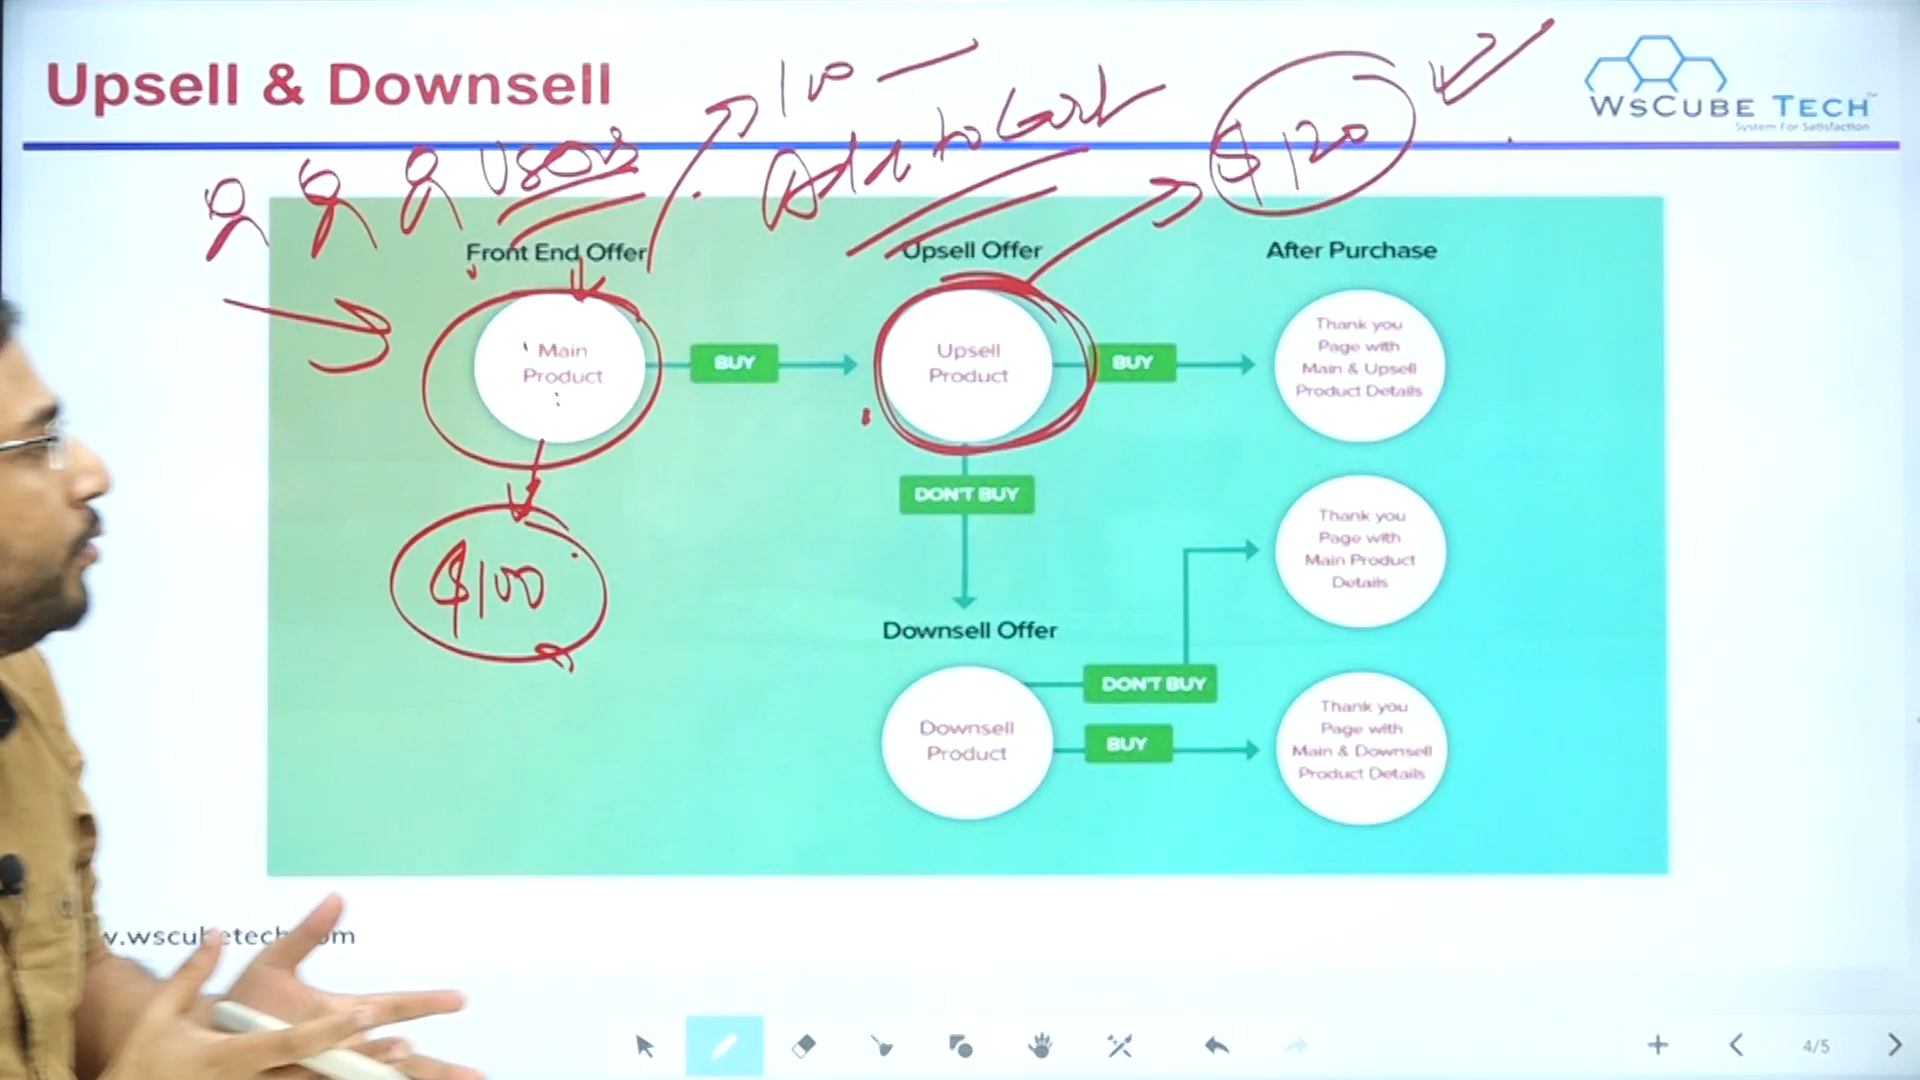 Upsell & Downsell
100
Add to Cart
$120
WsCube Tech
System For Satisfaction
Users
Front End Offer
Upsell Offer
After Purchase
Main
Product
BUY
Upsell
Product
BUY
Thank you
Page with
Main & Upsell
Product Details
DON'T BUY
$100
Thank you
Page with
Main Product
Details
Downsell Offer
Downsell
Product
DON'T BUY
BUY
Thank you
Page with
Main & Downsell
Product Details
4/5